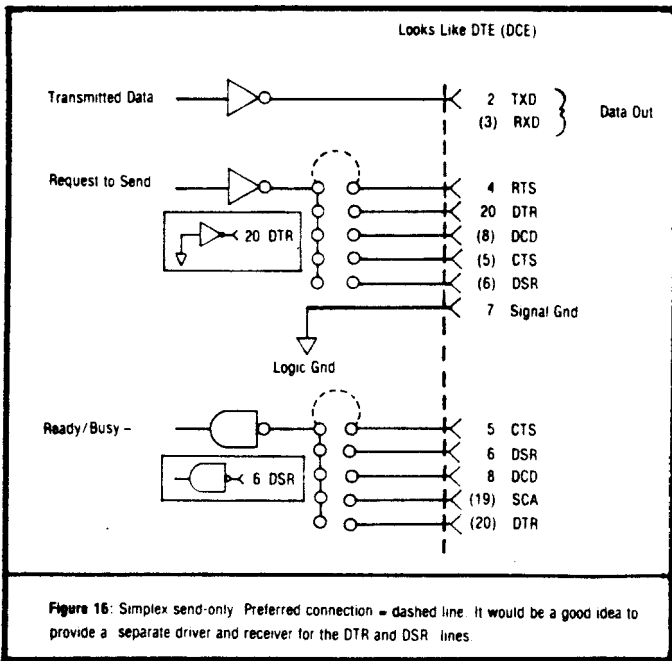 Looks Like DTE (DCE)
Transmitted Data
2 TXD
(3) RXD
Data Out
Request to Send
4 RTS
20 DTR
20 DTR
(8) DCD
(5) CTS
(6) DSR
7 Signal Gnd
Logic Gnd
Ready/Busy -
5 CTS
6 DSR
6 DSR
8 DCD
(19) SCA
(20) DTR
Figure 16: Simplex send-only Preferred connection = dashed line. It would be a good idea to
provide a separate driver and receiver for the DTR and DSR lines.